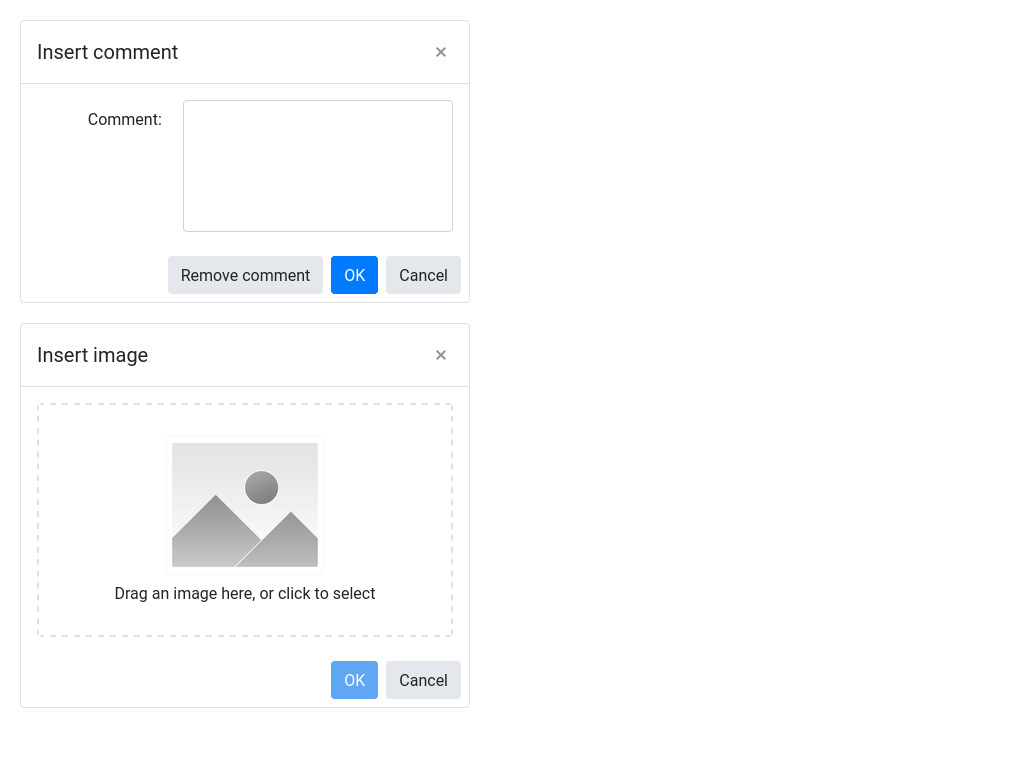 Insert comment
×
Comment:
Remove comment
OK
Cancel
Insert image
×
Drag an image here, or click to select
OK
Cancel